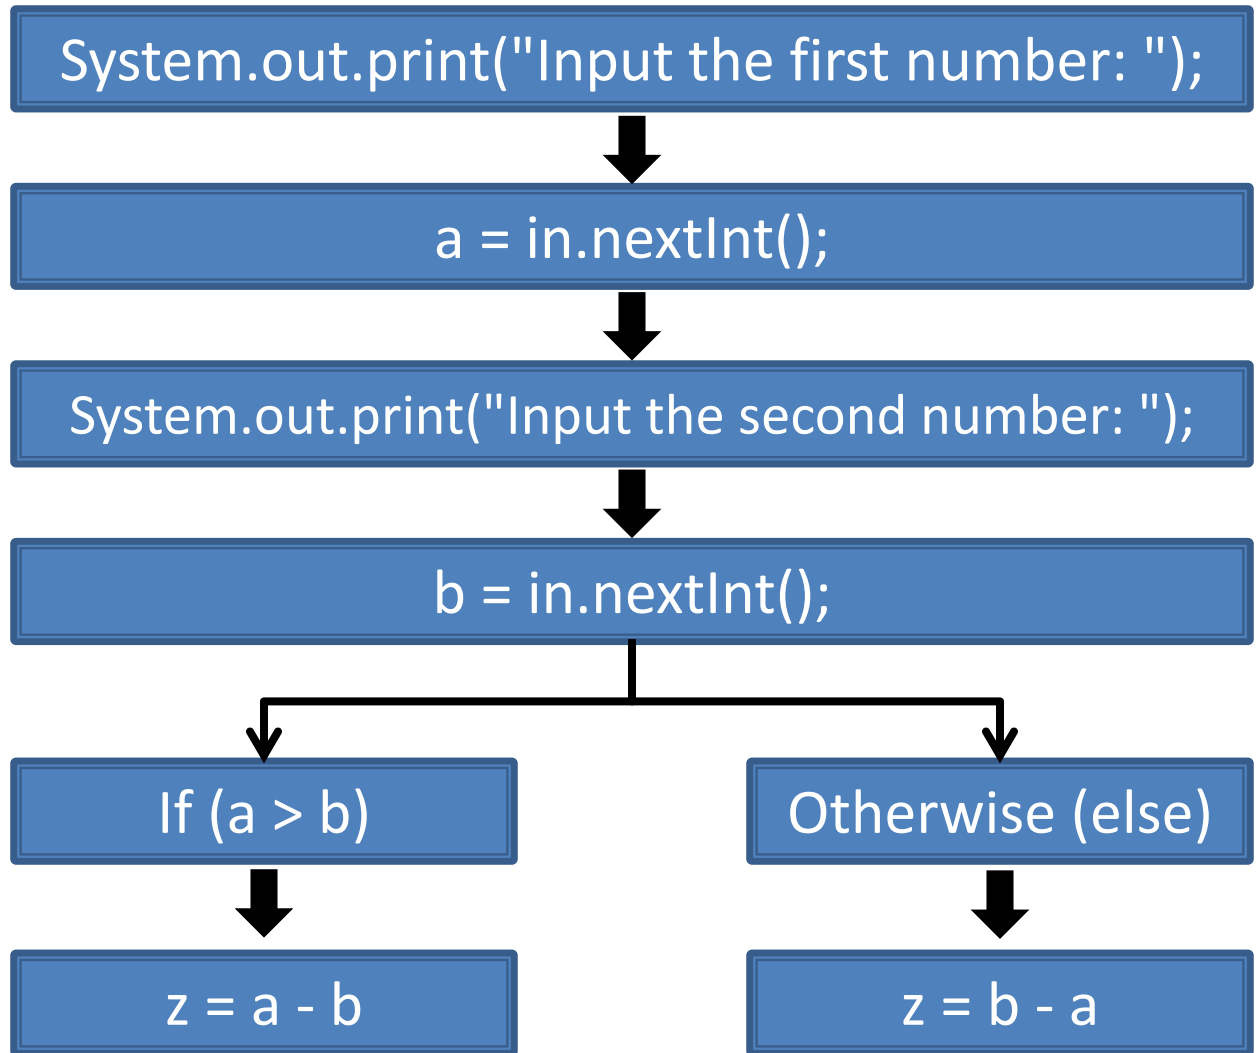 System.out.print("Input the first number: ");
a = in.nextInt();
System.out.print("Input the second number: ");
b = in.nextInt();
If (a > b)
Otherwise (else)
z = a - b
z = b - a